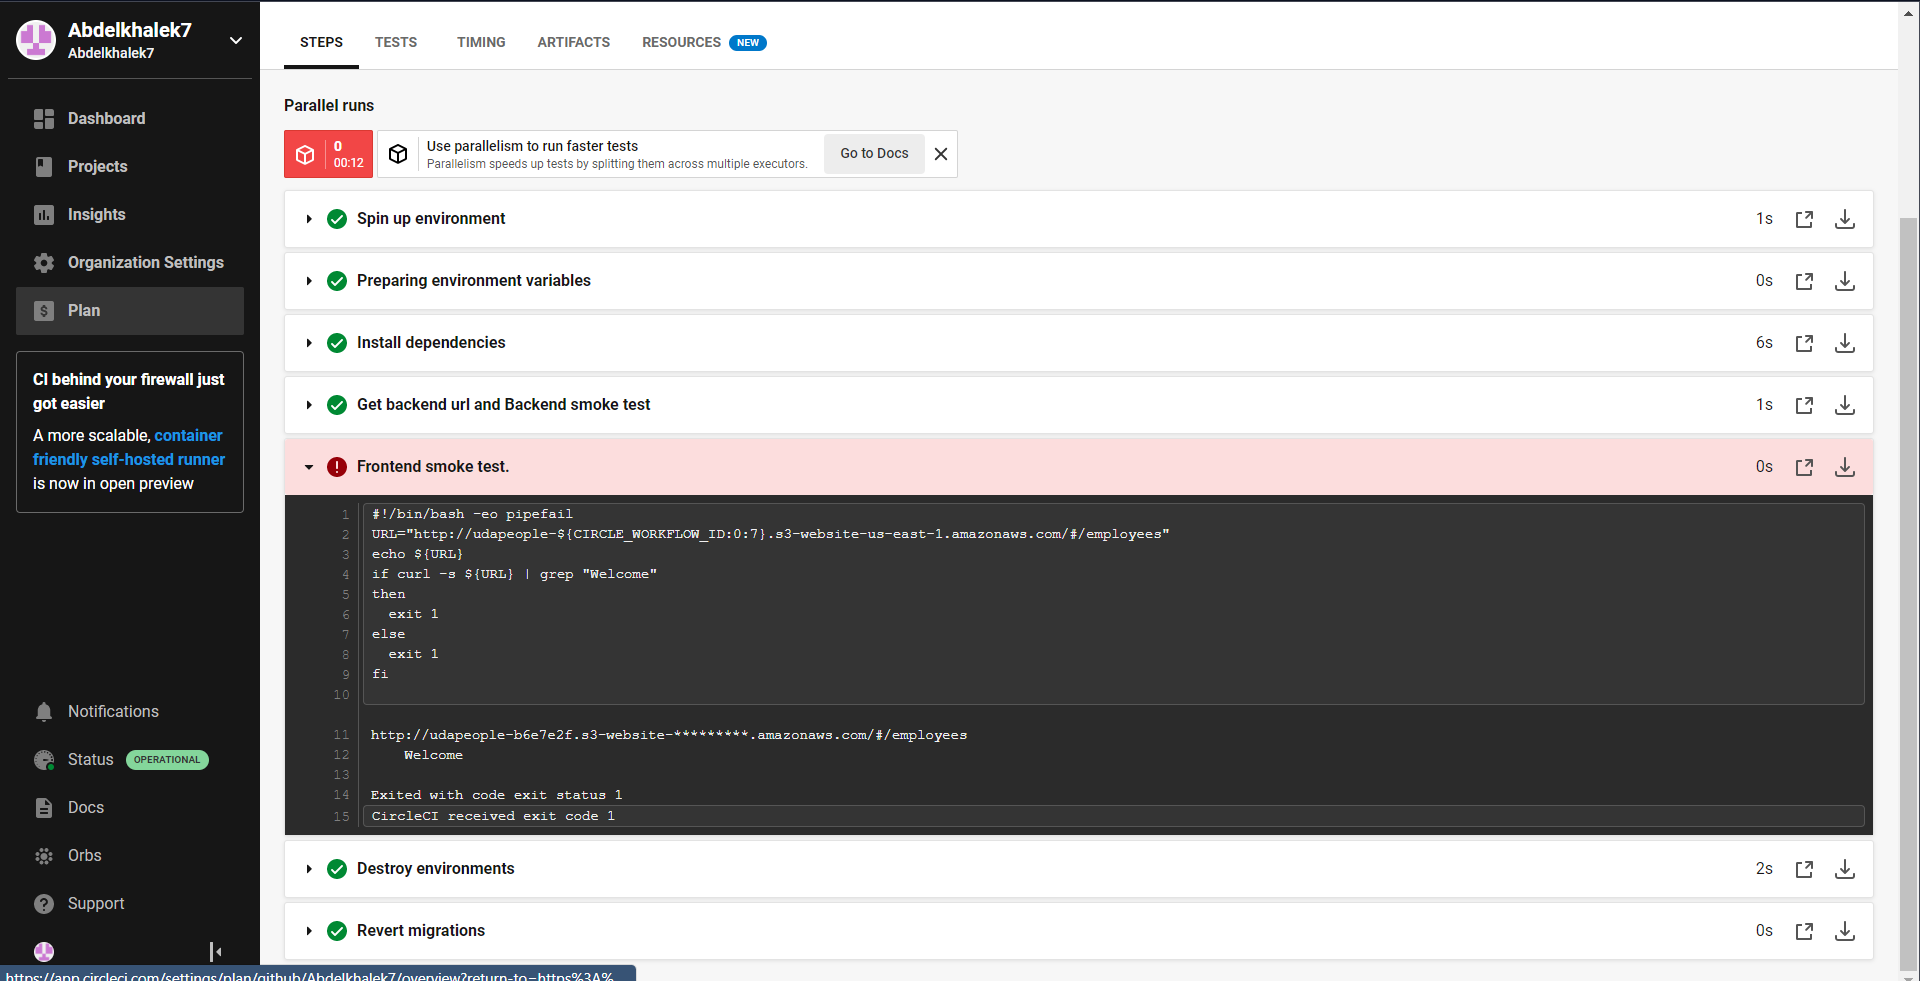 Abdelkhalek7
Abdelkhalek7
Dashboard
Projects
Insights
Organization Settings
Plan
CI behind your firewall just
got easier
A more scalable, container
friendly self-hosted runner
is now in open preview
Notifications
Status OPERATIONAL
Docs
Orbs
Support
https://app.circleci.com/settings/plan/github/Abdelkhalek7/overview?return-to=https%3A%...
STEPS TESTS TIMING ARTIFACTS RESOURCES NEW
Parallel runs
0
00:12
Use parallelism to run faster tests
Parallelism speeds up tests by splitting them across multiple executors.
Go to Docs
Spin up environment 1s
Preparing environment variables 0s
Install dependencies 6s
Get backend url and Backend smoke test 1s
Frontend smoke test. 0s
1 #!/bin/bash -eo pipefail
2 URL="http://udapeople-${CIRCLE_WORKFLOW_ID:0:7}.s3-website-us-east-1.amazonaws.com/#/employees"
3 echo ${URL}
4 if curl -s ${URL} | grep "Welcome"
5 then
6 exit 1
7 else
8 exit 1
9 fi
10
11 http://udapeople-b6e7e2f.s3-website-*********.amazonaws.com/#/employees
12 Welcome
13
14 Exited with code exit status 1
15 CircleCI received exit code 1
Destroy environments 2s
Revert migrations 0s